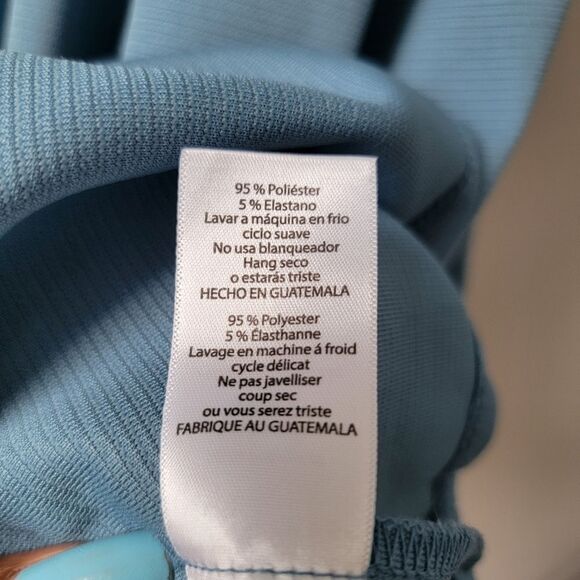 95 % Poliéster
5 % Elastano
Lavar a máquina en frio
ciclo suave
No usa blanqueador
Hang seco
o estarás triste
HECHO EN GUATEMALA
95 % Polyester
5 % Élasthanne
Lavage en machine á froid
cycle délicat
Ne pas javelliser
coup sec
ou vous serez triste
FABRIQUE AU GUATEMALA